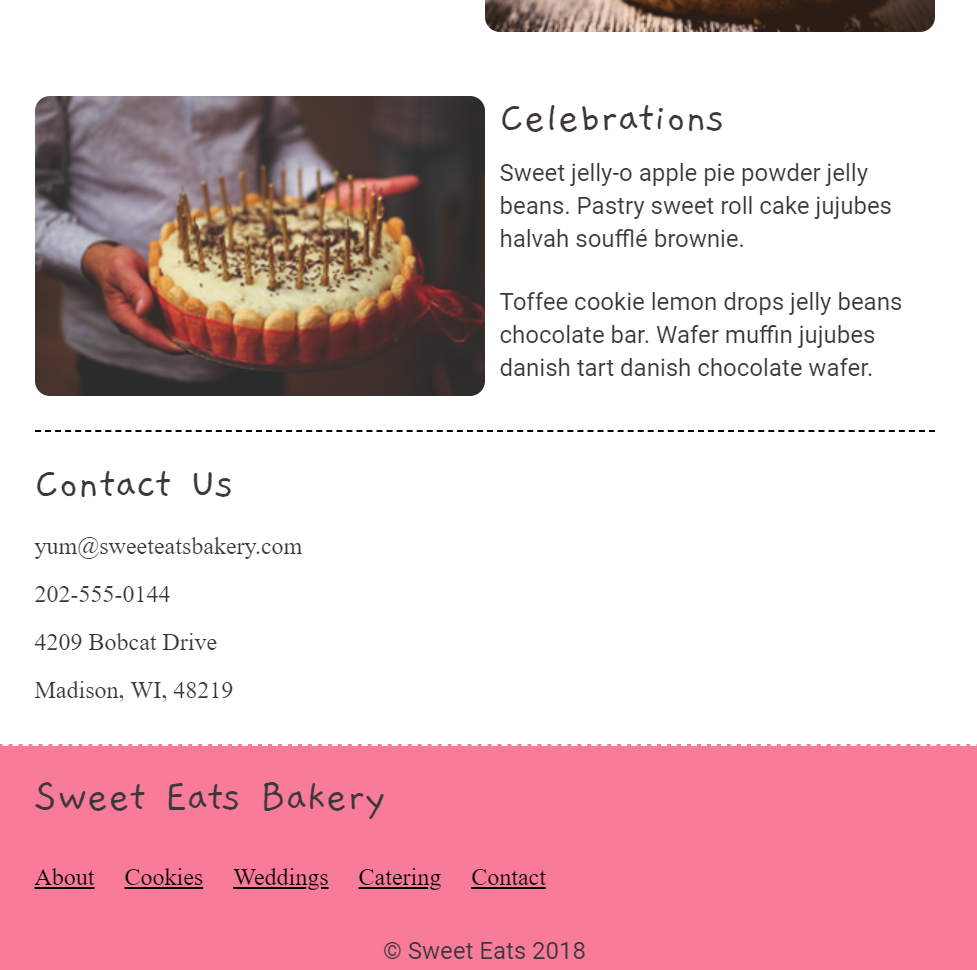 Celebrations
Sweet jelly-o apple pie powder jelly
beans. Pastry sweet roll cake jujubes
halvah soufflé brownie.
Toffee cookie lemon drops jelly beans
chocolate bar. Wafer muffin jujubes
danish tart danish chocolate wafer.
Contact Us
yum@sweeteatsbakery.com
202-555-0144
4209 Bobcat Drive
Madison, WI, 48219
Sweet Eats Bakery
About Cookies Weddings Catering Contact
© Sweet Eats 2018